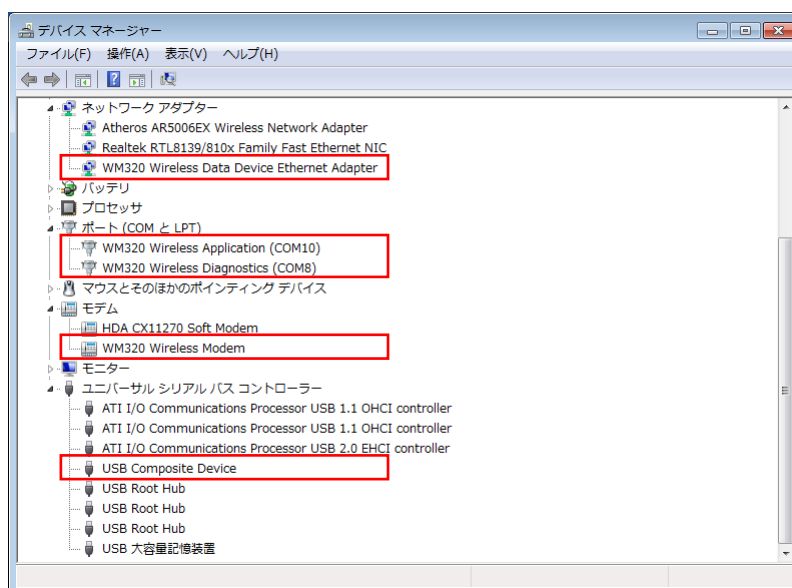 デバイス マネージャー
ファイル(F) 操作(A) 表示(V) ヘルプ(H)
ネットワーク アダプター
Atheros AR5006EX Wireless Network Adapter
Realtek RTL8139/810x Family Fast Ethernet NIC
WM320 Wireless Data Device Ethernet Adapter
バッテリ
プロセッサ
ポート (COM と LPT)
WM320 Wireless Application (COM10)
WM320 Wireless Diagnostics (COM8)
マウスとそのほかのポインティング デバイス
モデム
HDA CX11270 Soft Modem
WM320 Wireless Modem
モニター
ユニバーサル シリアル バス コントローラー
ATI I/O Communications Processor USB 1.1 OHCI controller
ATI I/O Communications Processor USB 1.1 OHCI controller
ATI I/O Communications Processor USB 2.0 EHCI controller
USB Composite Device
USB Root Hub
USB Root Hub
USB Root Hub
USB 大容量記憶装置